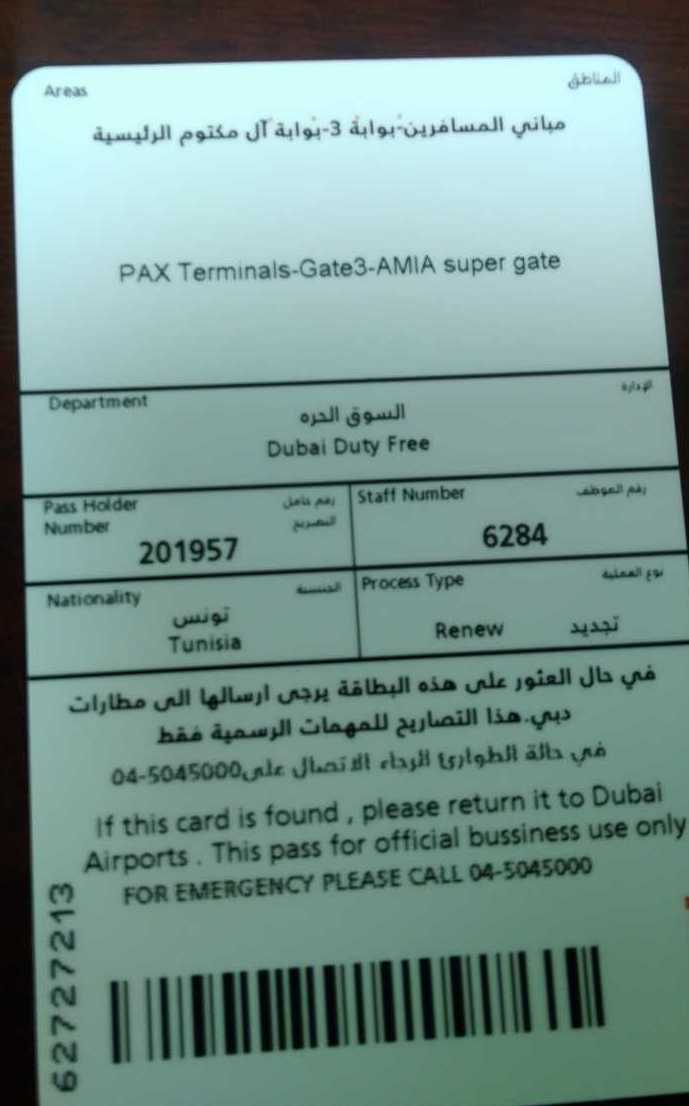 Areas المناطق
مباني المسافرين-بوابة 3-بوابة آل مكتوم الرئيسية
PAX Terminals-Gate3-AMIA super gate
Department الإدارة
السوق الحره
Dubai Duty Free
Pass Holder رقم حامل Staff Number رقم الموظف
Number التصريح
201957 6284
Nationality الجنسية Process Type نوع العملية
تونس
Tunisia Renew تجديد
في حال العثور على هذه البطاقة يرجى ارسالها الى مطارات
دبي.هذا التصاريح للمهمات الرسمية فقط
في حالة الطوارئ الرجاء الاتصال على04-5045000
If this card is found , please return it to Dubai
Airports . This pass for official bussiness use only
FOR EMERGENCY PLEASE CALL 04-5045000
62727213